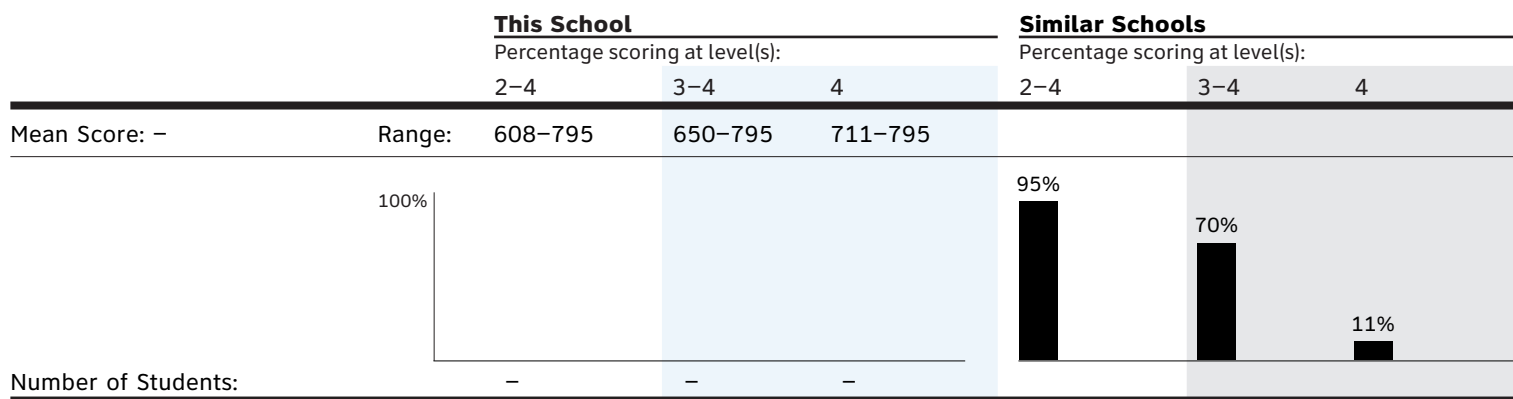 This School Similar Schools
Percentage scoring at level(s): Percentage scoring at level(s):
2–4 3–4 4 2–4 3–4 4
Mean Score: – Range: 608–795 650–795 711–795
95%
100%
70%
11%
Number of Students: – – –